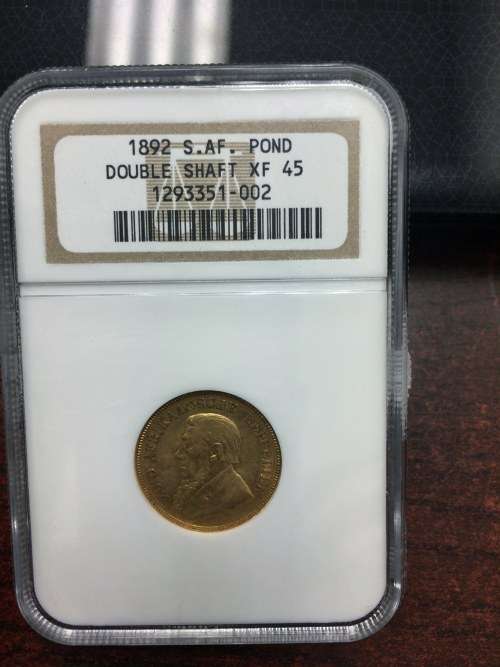 1892 S.AF. POND
DOUBLE SHAFT XF 45
1293351-002